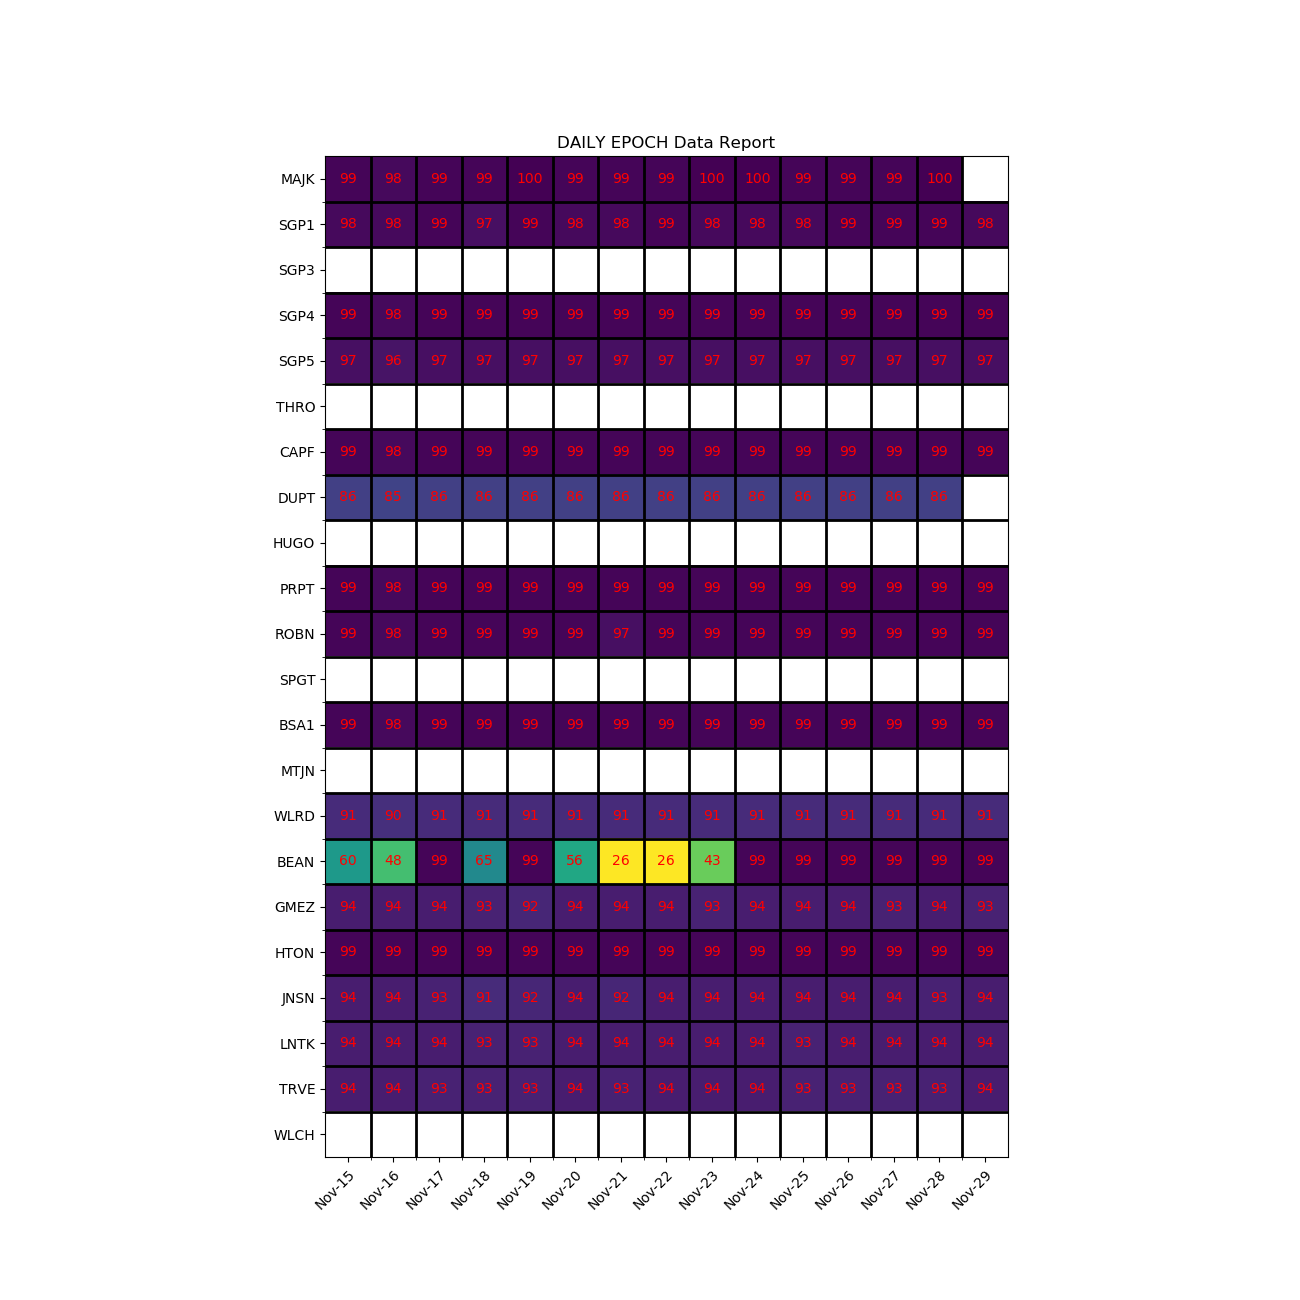 DAILY EPOCH Data Report
MAJK 99 98 99 99 100 99 99 99 100 100 99 99 99 100
SGP1 98 98 99 97 99 98 98 99 98 98 98 99 99 99 98
SGP3
SGP4 99 98 99 99 99 99 99 99 99 99 99 99 99 99 99
SGP5 97 96 97 97 97 97 97 97 97 97 97 97 97 97 97
THRO
CAPF 99 98 99 99 99 99 99 99 99 99 99 99 99 99 99
DUPT 86 85 86 86 86 86 86 86 86 86 86 86 86 86
HUGO
PRPT 99 98 99 99 99 99 99 99 99 99 99 99 99 99 99
ROBN 99 98 99 99 99 99 97 99 99 99 99 99 99 99 99
SPGT
BSA1 99 98 99 99 99 99 99 99 99 99 99 99 99 99 99
MTJN
WLRD 91 90 91 91 91 91 91 91 91 91 91 91 91 91 91
BEAN 60 48 99 65 99 56 26 26 43 99 99 99 99 99 99
GMEZ 94 94 94 93 92 94 94 94 93 94 94 94 93 94 93
HTON 99 99 99 99 99 99 99 99 99 99 99 99 99 99 99
JNSN 94 94 93 91 92 94 92 94 94 94 94 94 94 93 94
LNTK 94 94 94 93 93 94 94 94 94 94 93 94 94 94 94
TRVE 94 94 93 93 93 94 93 94 94 94 93 93 93 93 94
WLCH
Nov-15 Nov-16 Nov-17 Nov-18 Nov-19 Nov-20 Nov-21 Nov-22 Nov-23 Nov-24 Nov-25 Nov-26 Nov-27 Nov-28 Nov-29